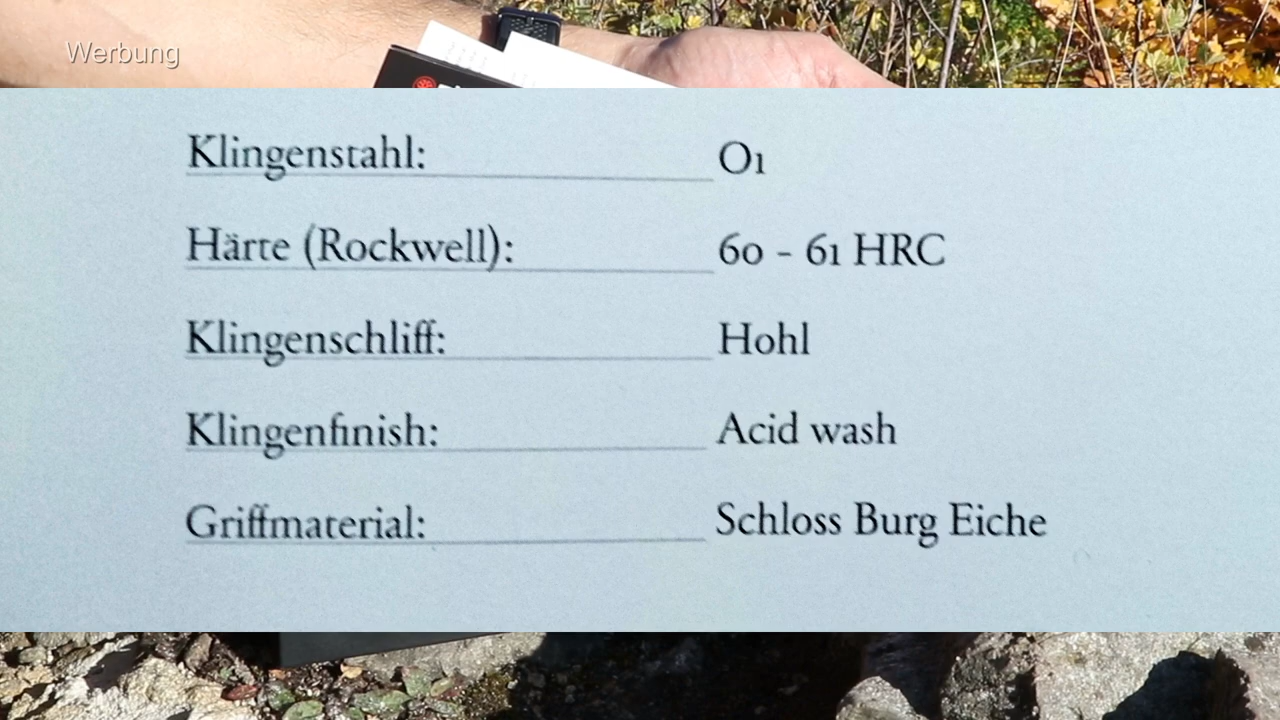 Werbung
Klingenstahl: O1
Härte (Rockwell): 60 - 61 HRC
Klingenschliff: Hohl
Klingenfinish: Acid wash
Griffmaterial: Schloss Burg Eiche